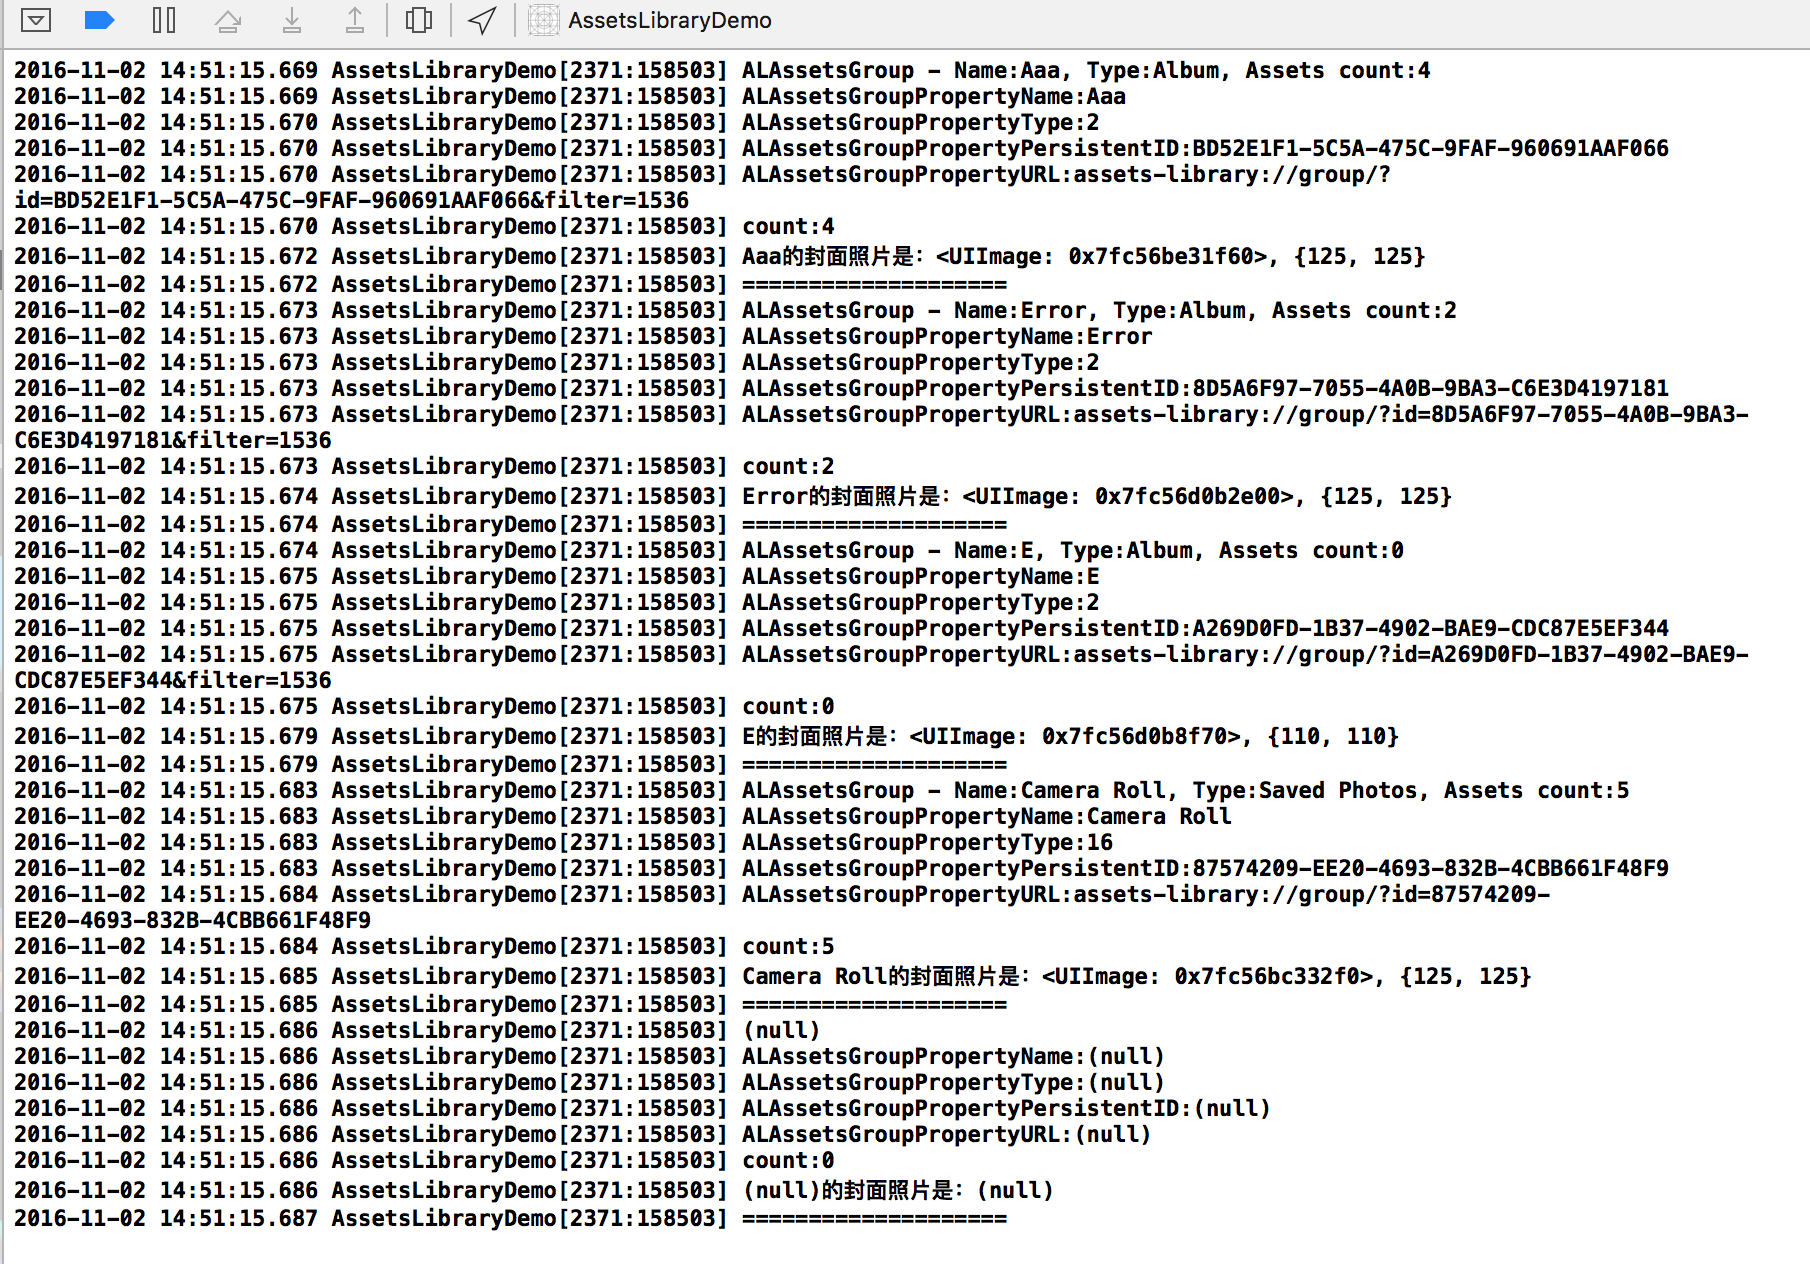 AssetsLibraryDemo
2016-11-02 14:51:15.669 AssetsLibraryDemo[2371:158503] ALAssetsGroup - Name:Aaa, Type:Album, Assets count:4
2016-11-02 14:51:15.669 AssetsLibraryDemo[2371:158503] ALAssetsGroupPropertyName:Aaa
2016-11-02 14:51:15.670 AssetsLibraryDemo[2371:158503] ALAssetsGroupPropertyType:2
2016-11-02 14:51:15.670 AssetsLibraryDemo[2371:158503] ALAssetsGroupPropertyPersistentID:BD52E1F1-5C5A-475C-9FAF-960691AAF066
2016-11-02 14:51:15.670 AssetsLibraryDemo[2371:158503] ALAssetsGroupPropertyURL:assets-library://group/?
id=BD52E1F1-5C5A-475C-9FAF-960691AAF066&filter=1536
2016-11-02 14:51:15.670 AssetsLibraryDemo[2371:158503] count:4
2016-11-02 14:51:15.672 AssetsLibraryDemo[2371:158503] Aaa的封面照片是：<UIImage: 0x7fc56be31f60>, {125, 125}
2016-11-02 14:51:15.672 AssetsLibraryDemo[2371:158503] ====================
2016-11-02 14:51:15.673 AssetsLibraryDemo[2371:158503] ALAssetsGroup - Name:Error, Type:Album, Assets count:2
2016-11-02 14:51:15.673 AssetsLibraryDemo[2371:158503] ALAssetsGroupPropertyName:Error
2016-11-02 14:51:15.673 AssetsLibraryDemo[2371:158503] ALAssetsGroupPropertyType:2
2016-11-02 14:51:15.673 AssetsLibraryDemo[2371:158503] ALAssetsGroupPropertyPersistentID:8D5A6F97-7055-4A0B-9BA3-C6E3D4197181
2016-11-02 14:51:15.673 AssetsLibraryDemo[2371:158503] ALAssetsGroupPropertyURL:assets-library://group/?id=8D5A6F97-7055-4A0B-9BA3-
C6E3D4197181&filter=1536
2016-11-02 14:51:15.673 AssetsLibraryDemo[2371:158503] count:2
2016-11-02 14:51:15.674 AssetsLibraryDemo[2371:158503] Error的封面照片是：<UIImage: 0x7fc56d0b2e00>, {125, 125}
2016-11-02 14:51:15.674 AssetsLibraryDemo[2371:158503] ====================
2016-11-02 14:51:15.674 AssetsLibraryDemo[2371:158503] ALAssetsGroup - Name:E, Type:Album, Assets count:0
2016-11-02 14:51:15.675 AssetsLibraryDemo[2371:158503] ALAssetsGroupPropertyName:E
2016-11-02 14:51:15.675 AssetsLibraryDemo[2371:158503] ALAssetsGroupPropertyType:2
2016-11-02 14:51:15.675 AssetsLibraryDemo[2371:158503] ALAssetsGroupPropertyPersistentID:A269D0FD-1B37-4902-BAE9-CDC87E5EF344
2016-11-02 14:51:15.675 AssetsLibraryDemo[2371:158503] ALAssetsGroupPropertyURL:assets-library://group/?id=A269D0FD-1B37-4902-BAE9-
CDC87E5EF344&filter=1536
2016-11-02 14:51:15.675 AssetsLibraryDemo[2371:158503] count:0
2016-11-02 14:51:15.679 AssetsLibraryDemo[2371:158503] E的封面照片是：<UIImage: 0x7fc56d0b8f70>, {110, 110}
2016-11-02 14:51:15.679 AssetsLibraryDemo[2371:158503] ====================
2016-11-02 14:51:15.683 AssetsLibraryDemo[2371:158503] ALAssetsGroup - Name:Camera Roll, Type:Saved Photos, Assets count:5
2016-11-02 14:51:15.683 AssetsLibraryDemo[2371:158503] ALAssetsGroupPropertyName:Camera Roll
2016-11-02 14:51:15.683 AssetsLibraryDemo[2371:158503] ALAssetsGroupPropertyType:16
2016-11-02 14:51:15.683 AssetsLibraryDemo[2371:158503] ALAssetsGroupPropertyPersistentID:87574209-EE20-4693-832B-4CBB661F48F9
2016-11-02 14:51:15.684 AssetsLibraryDemo[2371:158503] ALAssetsGroupPropertyURL:assets-library://group/?id=87574209-
EE20-4693-832B-4CBB661F48F9
2016-11-02 14:51:15.684 AssetsLibraryDemo[2371:158503] count:5
2016-11-02 14:51:15.685 AssetsLibraryDemo[2371:158503] Camera Roll的封面照片是：<UIImage: 0x7fc56bc332f0>, {125, 125}
2016-11-02 14:51:15.685 AssetsLibraryDemo[2371:158503] ====================
2016-11-02 14:51:15.686 AssetsLibraryDemo[2371:158503] (null)
2016-11-02 14:51:15.686 AssetsLibraryDemo[2371:158503] ALAssetsGroupPropertyName:(null)
2016-11-02 14:51:15.686 AssetsLibraryDemo[2371:158503] ALAssetsGroupPropertyType:(null)
2016-11-02 14:51:15.686 AssetsLibraryDemo[2371:158503] ALAssetsGroupPropertyPersistentID:(null)
2016-11-02 14:51:15.686 AssetsLibraryDemo[2371:158503] ALAssetsGroupPropertyURL:(null)
2016-11-02 14:51:15.686 AssetsLibraryDemo[2371:158503] count:0
2016-11-02 14:51:15.686 AssetsLibraryDemo[2371:158503] (null)的封面照片是：(null)
2016-11-02 14:51:15.687 AssetsLibraryDemo[2371:158503] ====================